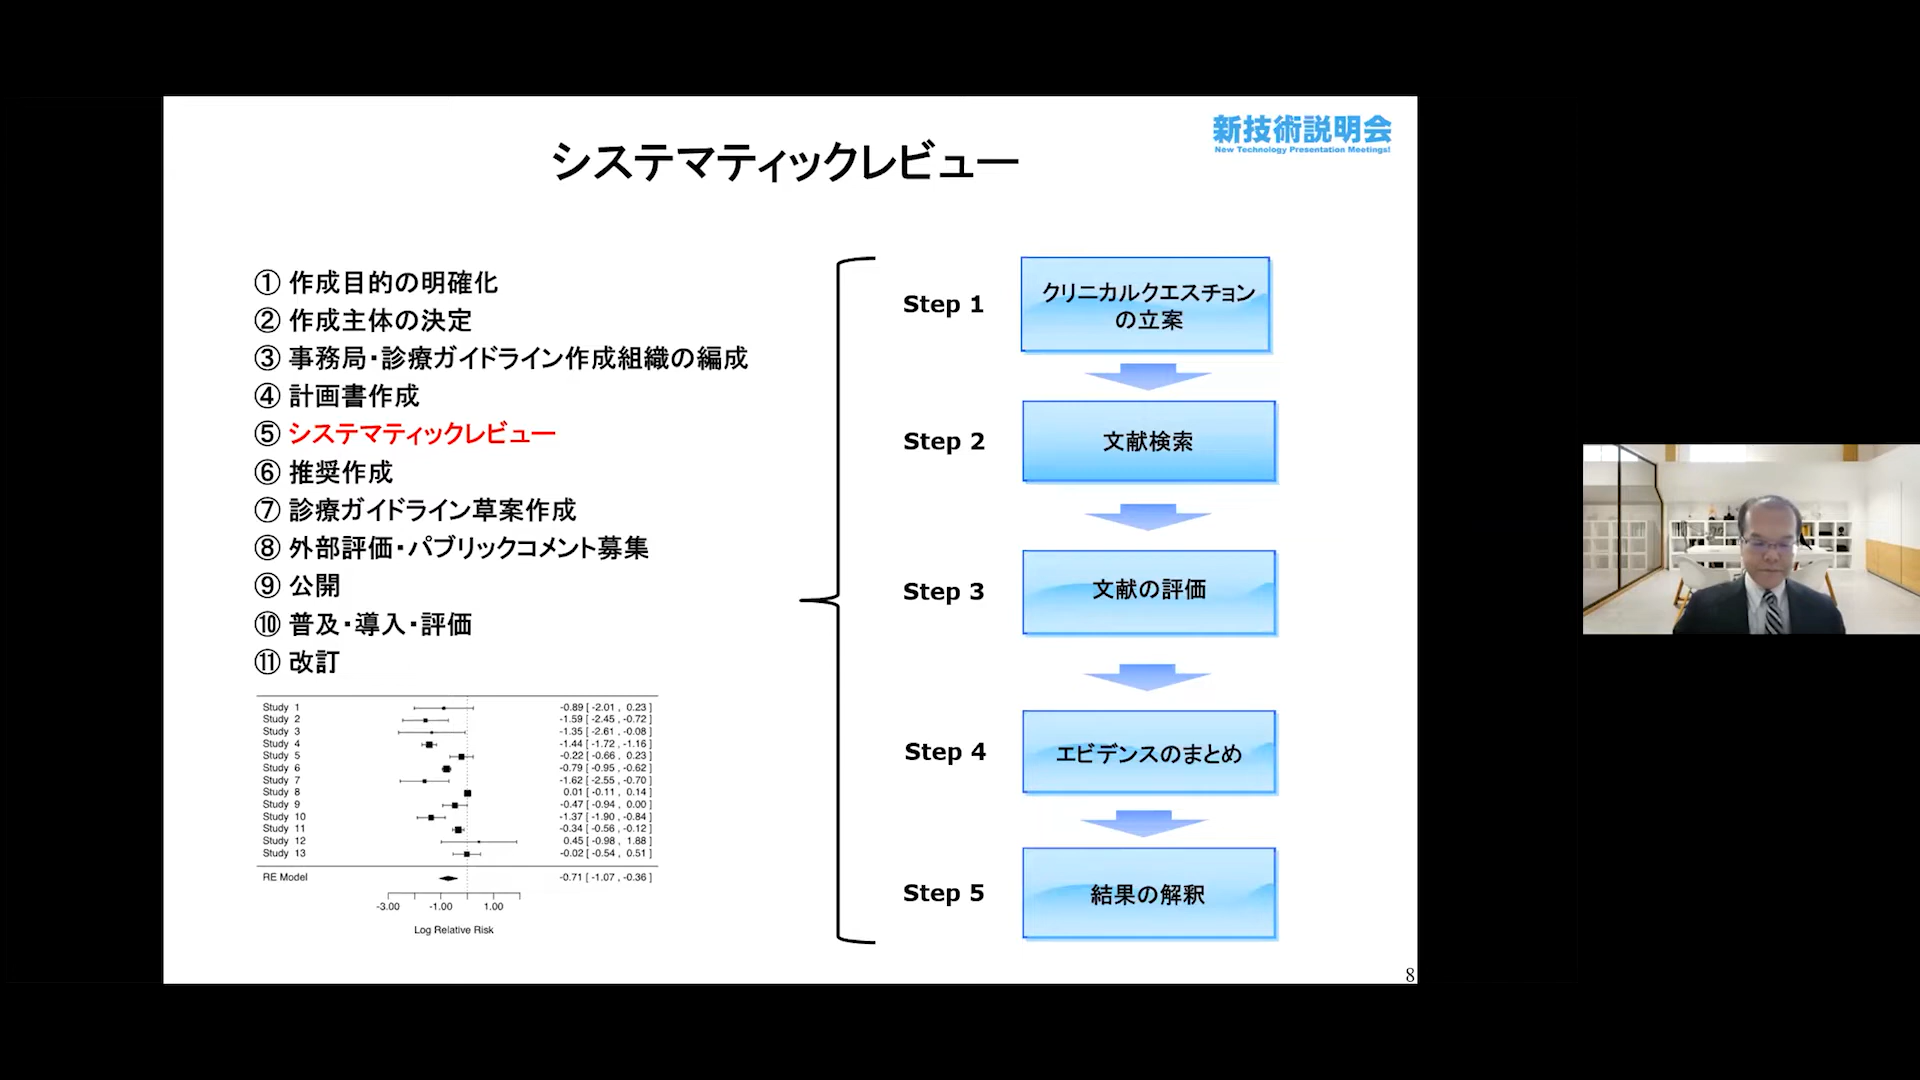 新技術説明会
New Technology Presentation Meetings!
システマティックレビュー
① 作成目的の明確化
② 作成主体の決定
③ 事務局・診療ガイドライン作成組織の編成
④ 計画書作成
⑤ システマティックレビュー
⑥ 推奨作成
⑦ 診療ガイドライン草案作成
⑧ 外部評価・パブリックコメント募集
⑨ 公開
⑩ 普及・導入・評価
⑪ 改訂
Study 1 -0.89 [ -2.01 , 0.23 ]
Study 2 -1.59 [ -2.45 , -0.72 ]
Study 3 -1.35 [ -2.61 , -0.08 ]
Study 4 -1.44 [ -1.72 , -1.16 ]
Study 5 -0.22 [ -0.66 , 0.23 ]
Study 6 -0.79 [ -0.95 , -0.62 ]
Study 7 -1.62 [ -2.55 , -0.70 ]
Study 8 0.01 [ -0.11 , 0.14 ]
Study 9 -0.47 [ -0.94 , 0.00 ]
Study 10 -1.37 [ -1.90 , -0.84 ]
Study 11 -0.34 [ -0.56 , -0.12 ]
Study 12 0.45 [ -0.98 , 1.88 ]
Study 13 -0.02 [ -0.54 , 0.51 ]
RE Model -0.71 [ -1.07 , -0.36 ]
-3.00 -1.00 1.00
Log Relative Risk
Step 1
クリニカルクエスチョン
の立案
Step 2
文献検索
Step 3
文献の評価
Step 4
エビデンスのまとめ
Step 5
結果の解釈
8